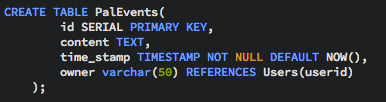 CREATE TABLE PalEvents(
id SERIAL PRIMARY KEY,
content TEXT,
time_stamp TIMESTAMP NOT NULL DEFAULT NOW(),
owner varchar(50) REFERENCES Users(userid)
);